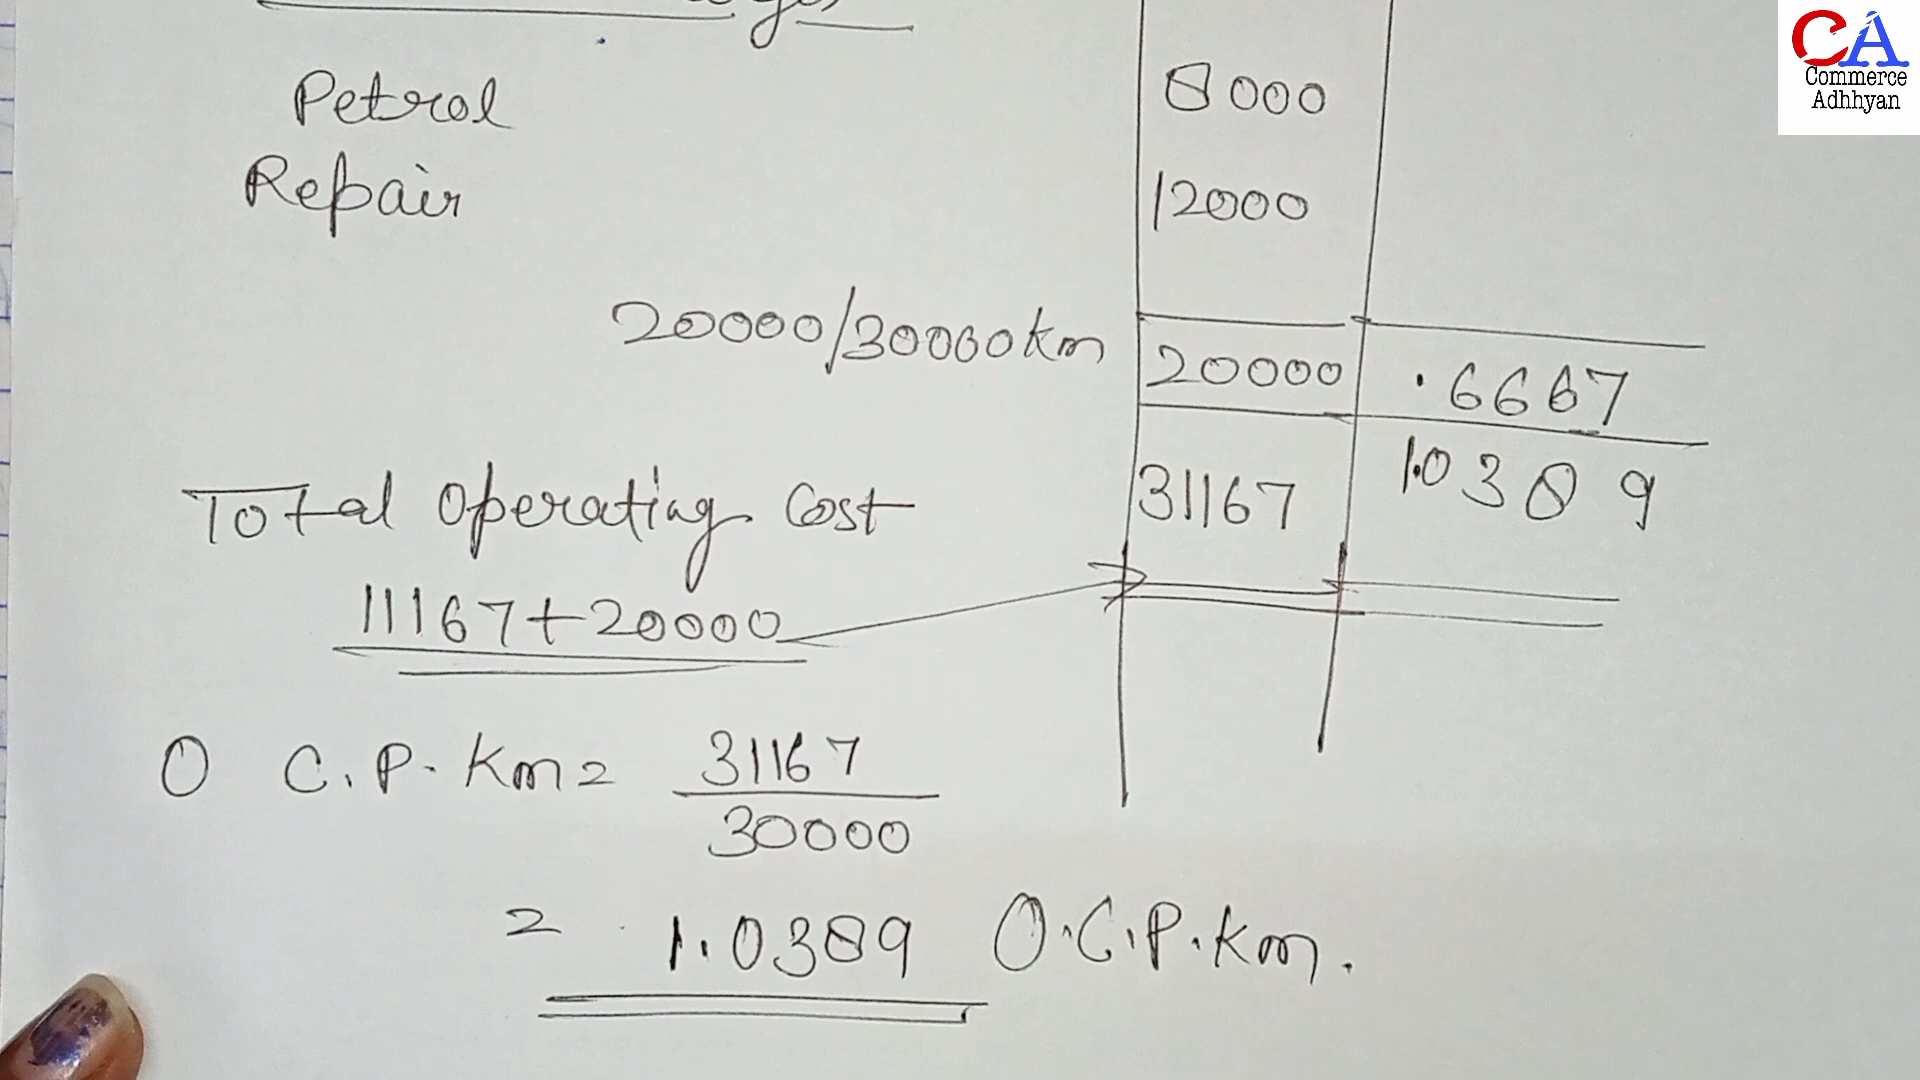 CA
Commerce
Adhhyan
Petrol 8000
Repair 12000
20000/30000km 20000 .6667
Total Operating Cost 31167 1.0389
11167+20000
O C.P. Km = 31167
30000
= 1.0389 O.C.P.Km.